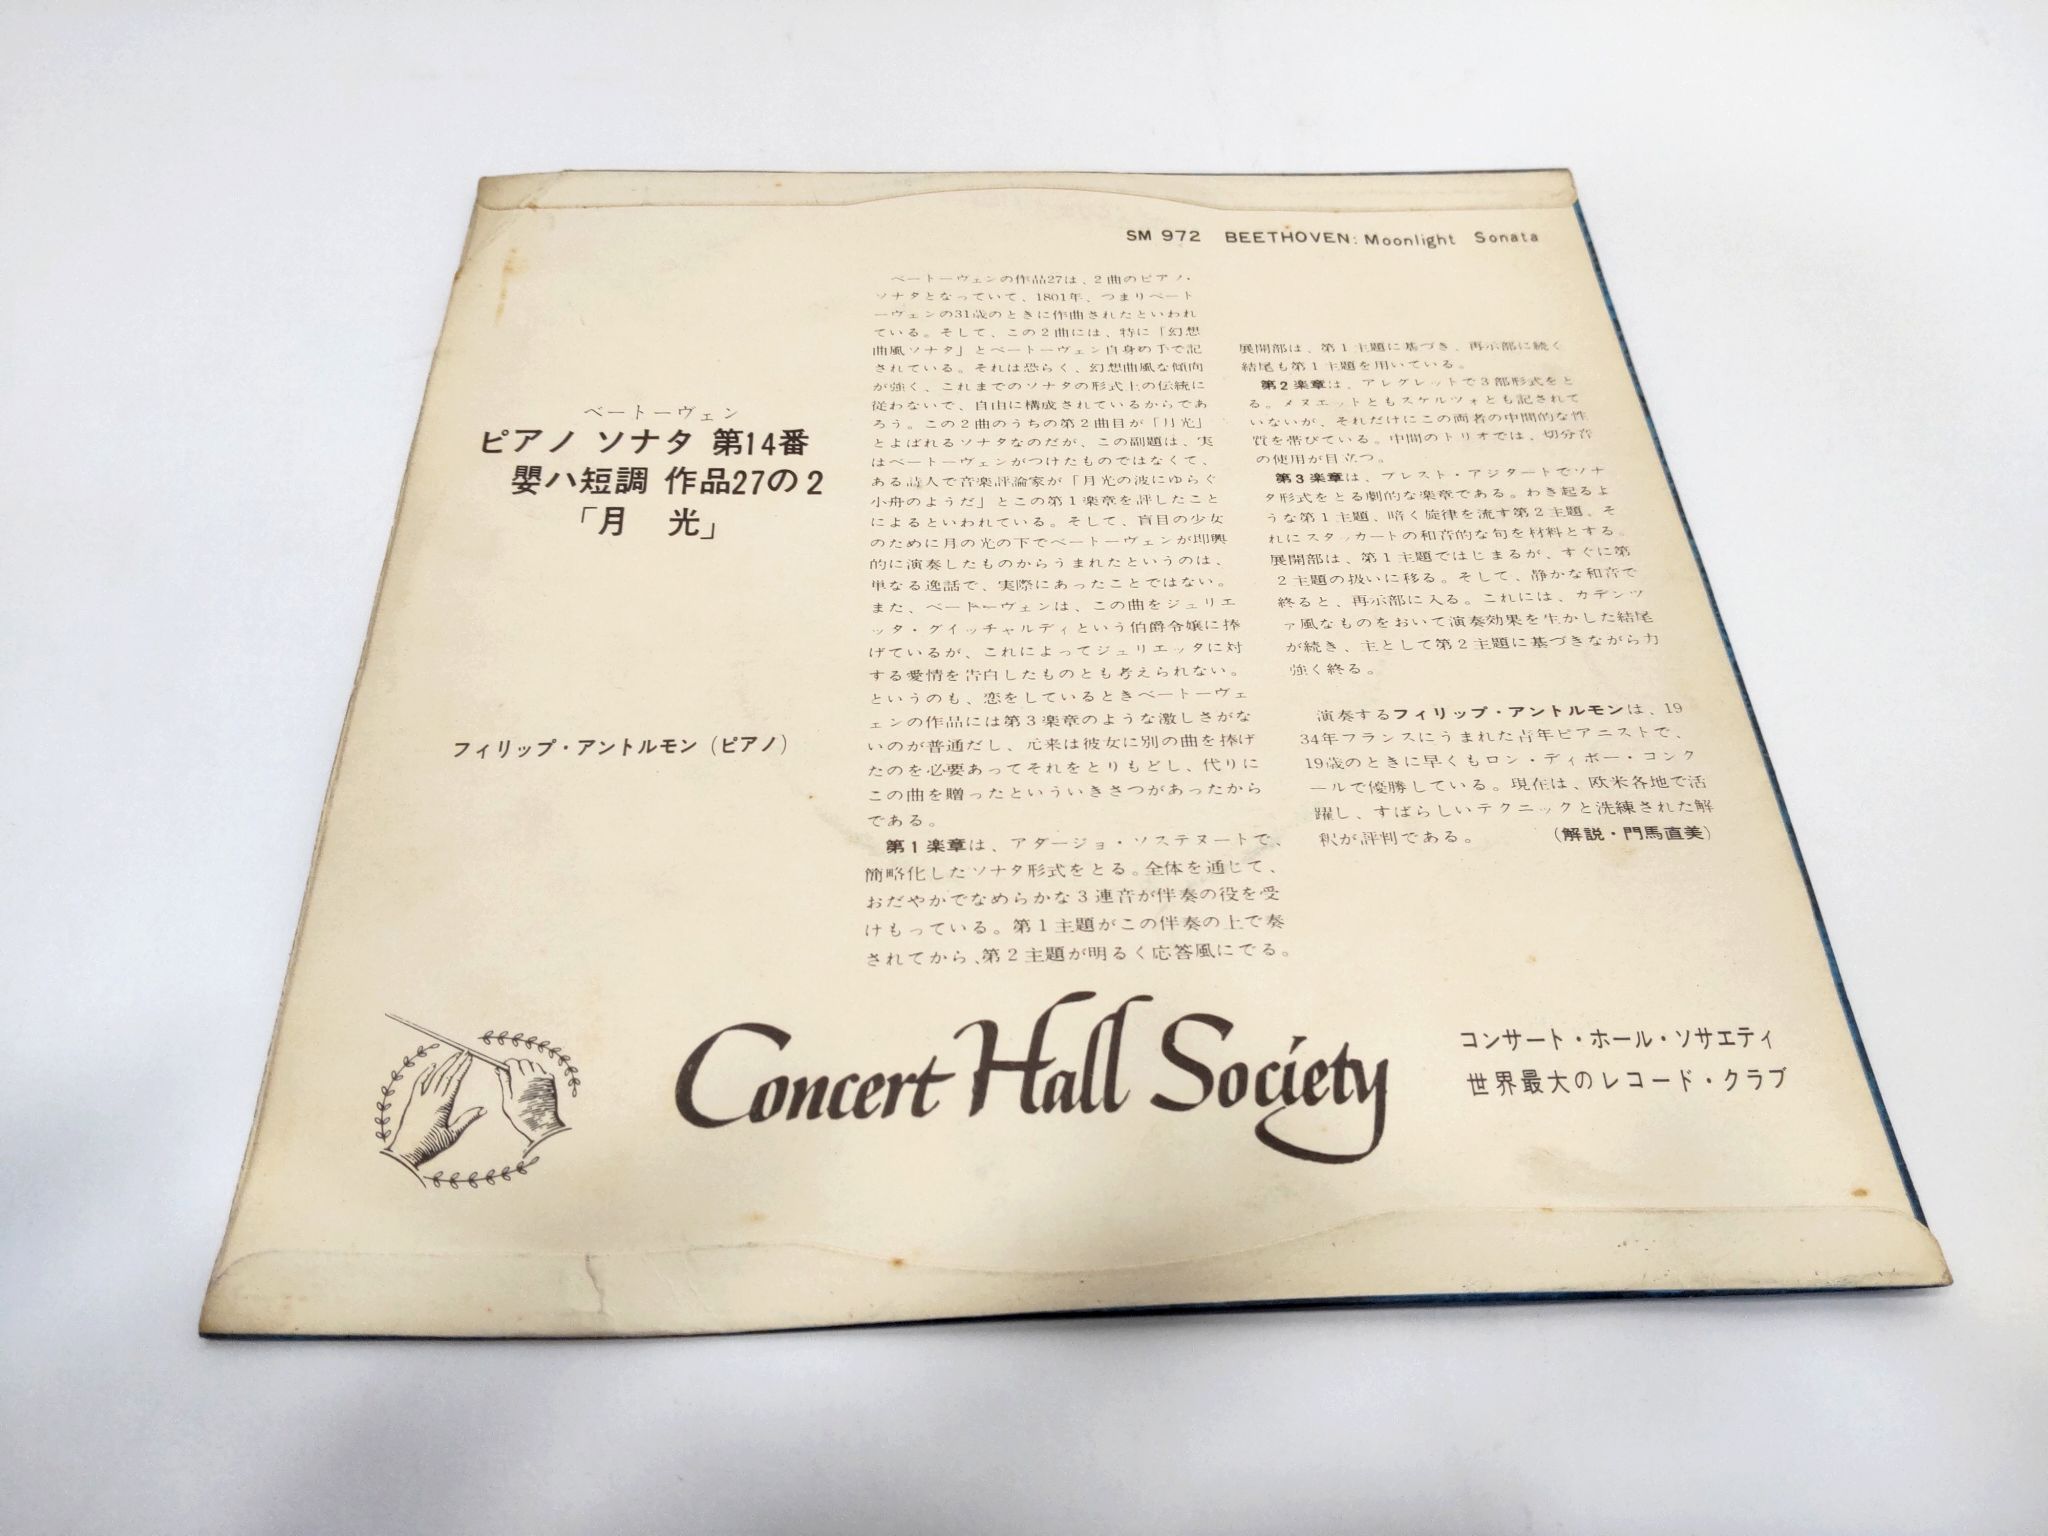 SM 972 BEETHOVEN: Moonlight Sonata
ベートーヴェン
ピアノ ソナタ 第14番
嬰ハ短調 作品27の2
「月 光」
フィリップ・アントルモン(ピアノ)
ベートーヴェンの作品27は、2曲のピアノ・
ソナタとなっていて、1801年、つまりベート
ーヴェンの31歳のときに作曲されたといわれ
ている。そして、この2曲には、特に「幻想
曲風ソナタ」とベートーヴェン自身の手で記
されている。それは恐らく、幻想曲風な傾向
が強く、これまでのソナタの形式上の伝統に
従わないで、自由に構成されているからであ
ろう。この2曲のうちの第2曲目が「月光」
とよばれるソナタなのだが、この副題は、実
はベートーヴェンがつけたものではなくて、
ある詩人で音楽評論家が「月光の波にゆらぐ
小舟のようだ」とこの第1楽章を評したこと
によるといわれている。そして、盲目の少女
のために月の光の下でベートーヴェンが即興
的に演奏したものからうまれたというのは、
単なる逸話で、実際にあったことではない。
また、ベートーヴェンは、この曲をジュリエ
ッタ・グイッチャルディという伯爵令嬢に捧
げているが、これによってジュリエッタに対
する愛情を告白したものとも考えられない。
というのも、恋をしているときベートーヴェ
ェンの作品には第3楽章のような激しさがな
いのが普通だし、元来は彼女に別の曲を捧げ
たのを必要あってそれをとりもどし、代りに
この曲を贈ったといういきさつがあったから
である。
第1楽章は、アダージョ・ソステヌートで、
簡略化したソナタ形式をとる。全体を通じて、
おだやかでなめらかな3連音が伴奏の役を受
けもっている。第1主題がこの伴奏の上で奏
されてから、第2主題が明るく応答風にでる。
展開部は、第1主題に基づき、再示部に続く
結尾も第1主題を用いている。
第2楽章は、アレグレットで3部形式をと
る。メヌエットともスケルツォとも記されて
いないが、それだけにこの両者の中間的な性
質を帯びている。中間のトリオでは、切分音
の使用が目立つ。
第3楽章は、プレスト・アジタートでソナ
タ形式をとる劇的な楽章である。わき起るよ
うな第1主題、暗く旋律を流す第2主題。そ
れにスタッカートの和音的な句を材料とする。
展開部は、第1主題ではじまるが、すぐに第
2主題の扱いに移る。そして、静かな和音で
終ると、再示部に入る。これには、カデンツ
ァ風なものをおいて演奏効果を生かした結尾
が続き、主として第2主題に基づきながら力
強く終る。
演奏するフィリップ・アントルモンは、19
34年フランスにうまれた青年ピアニストで、
19歳のときに早くもロン・ティボー・コンク
ールで優勝している。現在は、欧米各地で活
躍し、すばらしいテクニックと洗練された解
釈が評判である。 (解説・門馬直美)
Concert Hall Society
コンサート・ホール・ソサエティ
世界最大のレコード・クラブ